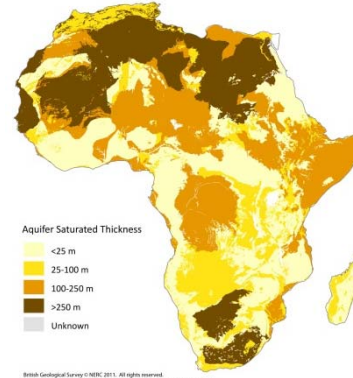 Aquifer Saturated Thickness
<25 m
25-100 m
100-250 m
>250 m
Unknown
British Geological Survey © NERC 2011. All rights reserved.